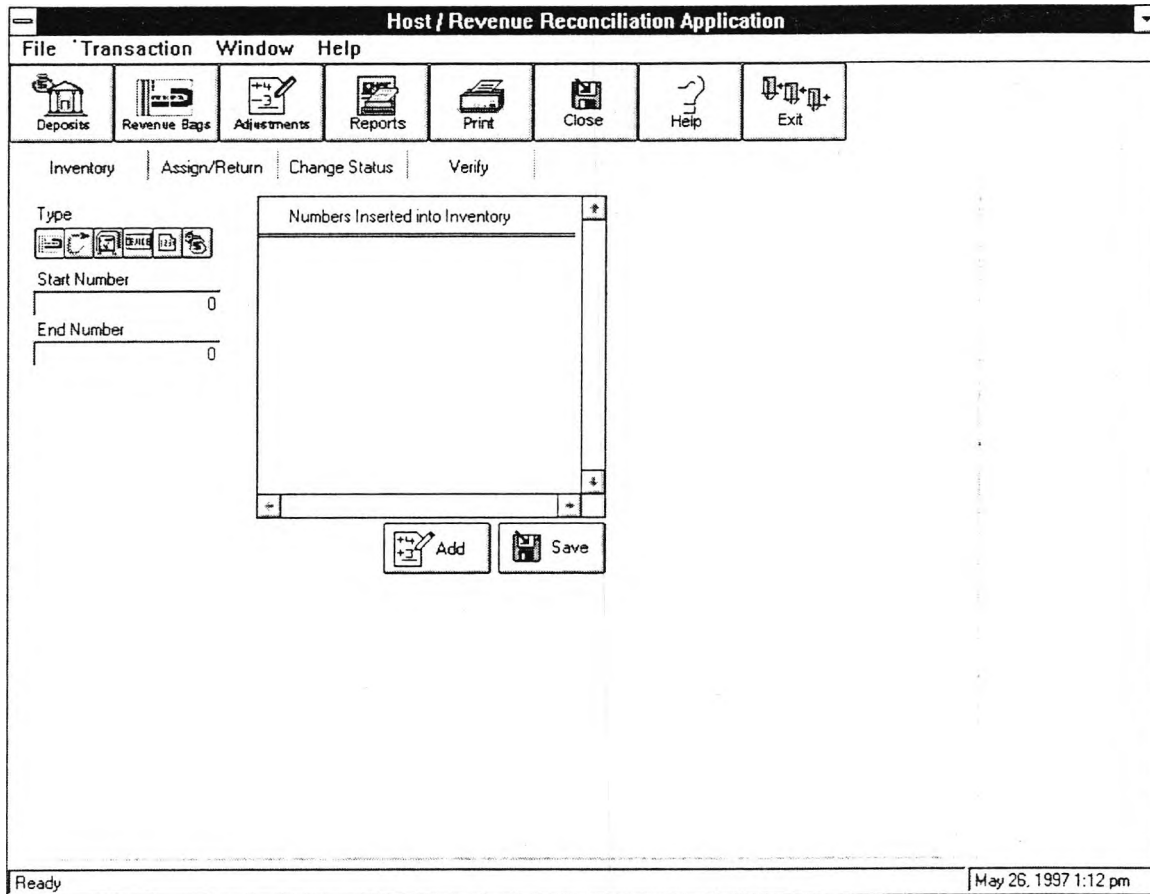 Host / Revenue Reconciliation Application
File Transaction Window Help
Deposits Revenue Bags Adjustments Reports Print Close Help Exit
Inventory Assign/Return Change Status Verify
Type
Numbers Inserted into Inventory
Start Number
0
End Number
0
Add Save
Ready May 26, 1997 1:12 pm